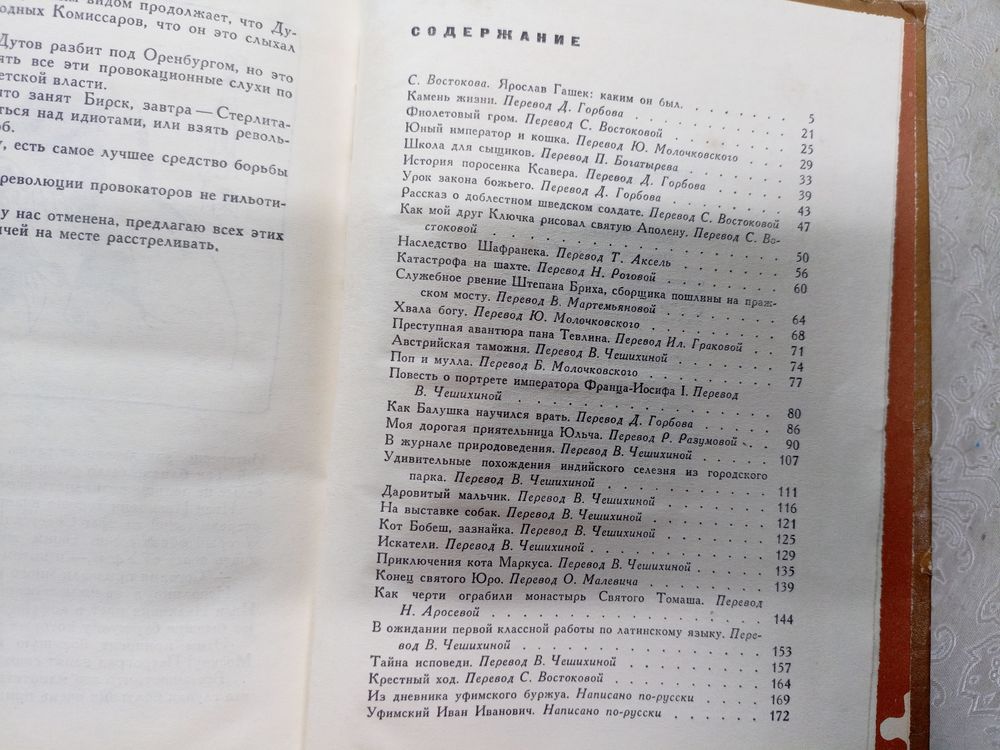 м видом продолжает, что Ду-
одных Комиссаров, что он это слыхал
Дутов разбит под Оренбургом, но это
ять все эти провокационные слухи по
етской власти.
что занят Бирск, завтра — Стерлита-
ться над идиотами, или взять револь-
об.
у, есть самое лучшее средство борьбы
революции провокаторов не гильоти-
у нас отменена, предлагаю всех этих
чей на месте расстреливать.
СОДЕРЖАНИЕ
С. Востокова. Ярослав Гашек: каким он был. . . . . . 5
Камень жизни. Перевод Д. Горбова . . . . . . 21
Фиолетовый гром. Перевод С. Востоковой . . . . . . 25
Юный император и кошка. Перевод Ю. Молочковского . . . 29
Школа для сыщиков. Перевод П. Богатырева . . . . . 33
История поросенка Ксавера. Перевод Д. Горбова . . . . 39
Урок закона божьего. Перевод Д. Горбова . . . . . . 43
Рассказ о доблестном шведском солдате. Перевод С. Востоковой 47
Как мой друг Ключка рисовал святую Аполену. Перевод С. Во-
стоковой . . . . . . . . . . . . 50
Наследство Шафранека. Перевод Т. Аксель . . . . . . 56
Катастрофа на шахте. Перевод Н. Роговой . . . . . . 60
Служебное рвение Штепана Бриха, сборщика пошлины на праж-
ском мосту. Перевод В. Мартемьяновой . . . . . . 64
Хвала богу. Перевод Ю. Молочковского . . . . . . 68
Преступная авантюра пана Тевлина. Перевод Ил. Граковой . . 71
Австрийская таможня. Перевод В. Чешихиной . . . . . 74
Поп и мулла. Перевод Б. Молочковского . . . . . . 77
Повесть о портрете императора Франца-Иосифа I. Перевод
В. Чешихиной . . . . . . . . . . . 80
Как Балушка научился врать. Перевод Д. Горбова . . . . 86
Моя дорогая приятельница Юльча. Перевод Р. Разумовой . . 90
В журнале природоведения. Перевод В. Чешихиной . . . . 107
Удивительные похождения индийского селезня из городского
парка. Перевод В. Чешихиной . . . . . . . 111
Даровитый мальчик. Перевод В. Чешихиной . . . . . 116
На выставке собак. Перевод В. Чешихиной . . . . . . 121
Кот Бобеш, зазнайка. Перевод В. Чешихиной . . . . . 125
Искатели. Перевод В. Чешихиной . . . . . . . . 129
Приключения кота Маркуса. Перевод В. Чешихиной . . . . 135
Конец святого Юро. Перевод О. Малевича . . . . . . 139
Как черти ограбили монастырь Святого Томаша. Перевод
Н. Аросевой . . . . . . . . . . . 144
В ожидании первой классной работы по латинскому языку. Пере-
вод В. Чешихиной . . . . . . . . . . 153
Тайна исповеди. Перевод В. Чешихиной . . . . . . . 157
Крестный ход. Перевод С. Востоковой . . . . . . . 164
Из дневника уфимского буржуа. Написано по-русски . . . . 169
Уфимский Иван Иванович. Написано по-русски . . . . . 172